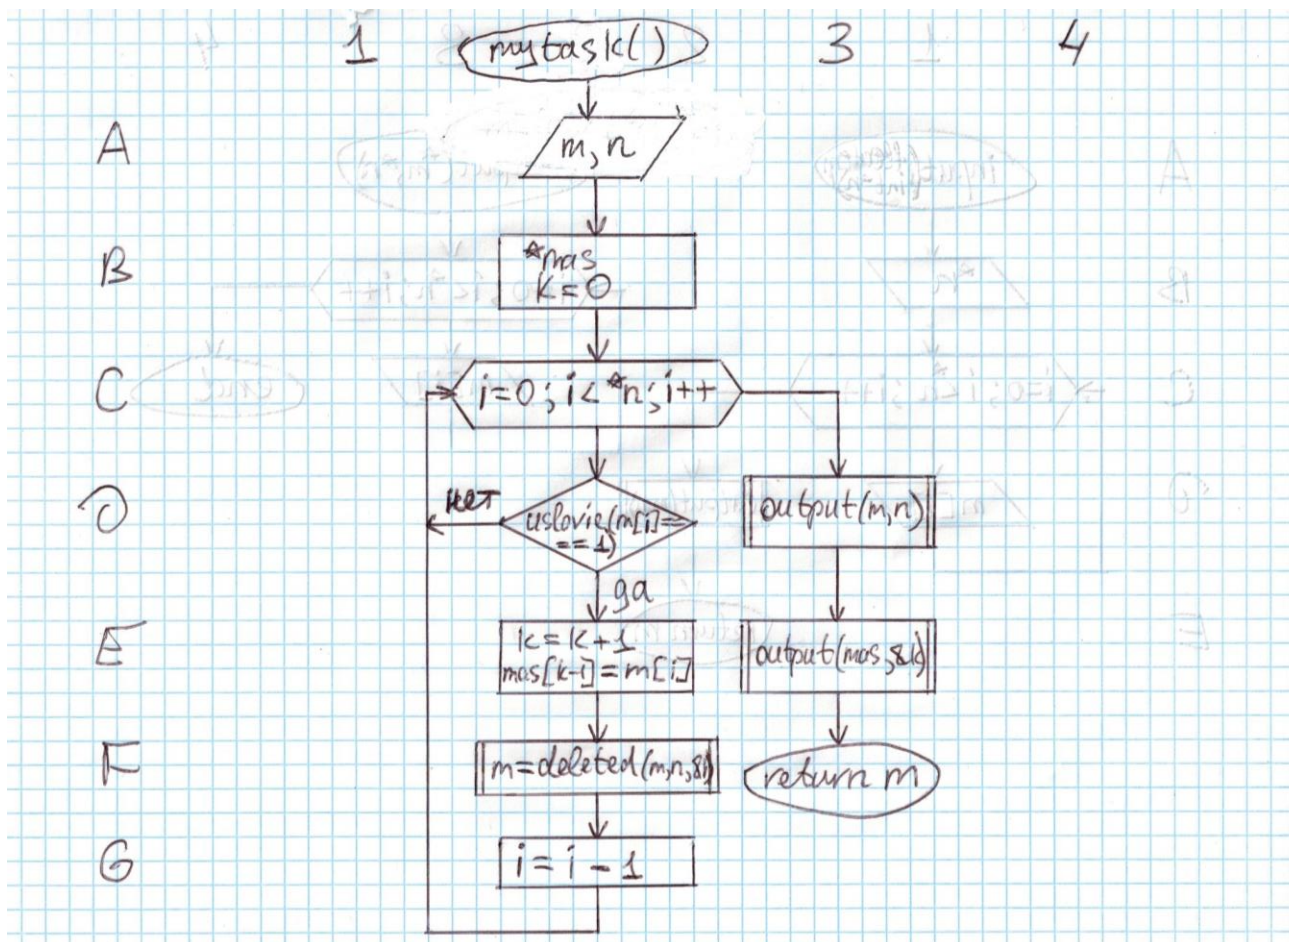 1 mytask() 3 4
A m, n
B *mas
k=0
C i=0; i< *n; i++
D нет uslovie(m[i]== output(m,n)
==1)
да
E k=k+1 output(mas,&k)
mas[k-1]=m[i]
F m=deleted(m,n,&i) return m
G i=i-1